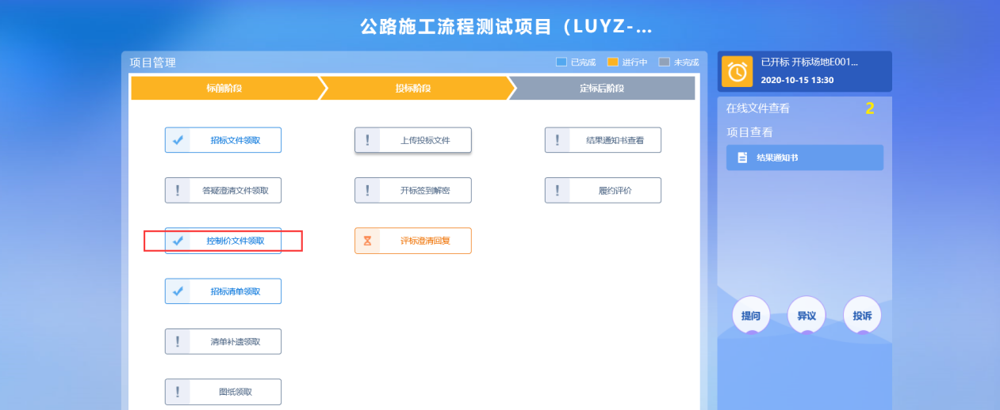 公路施工流程测试项目（LUYZ-...
项目管理
已完成 进行中 未完成
标前阶段 投标阶段 定标后阶段
招标文件领取 上传投标文件 结果通知书查看
答疑澄清文件领取 开标签到解密 履约评价
控制价文件领取 评标澄清回复
招标清单领取
清单补遗领取
图纸领取
已开标 开标场地E001...
2020-10-15 13:30
在线文件查看 2
项目查看
结果通知书
提问 异议 投诉